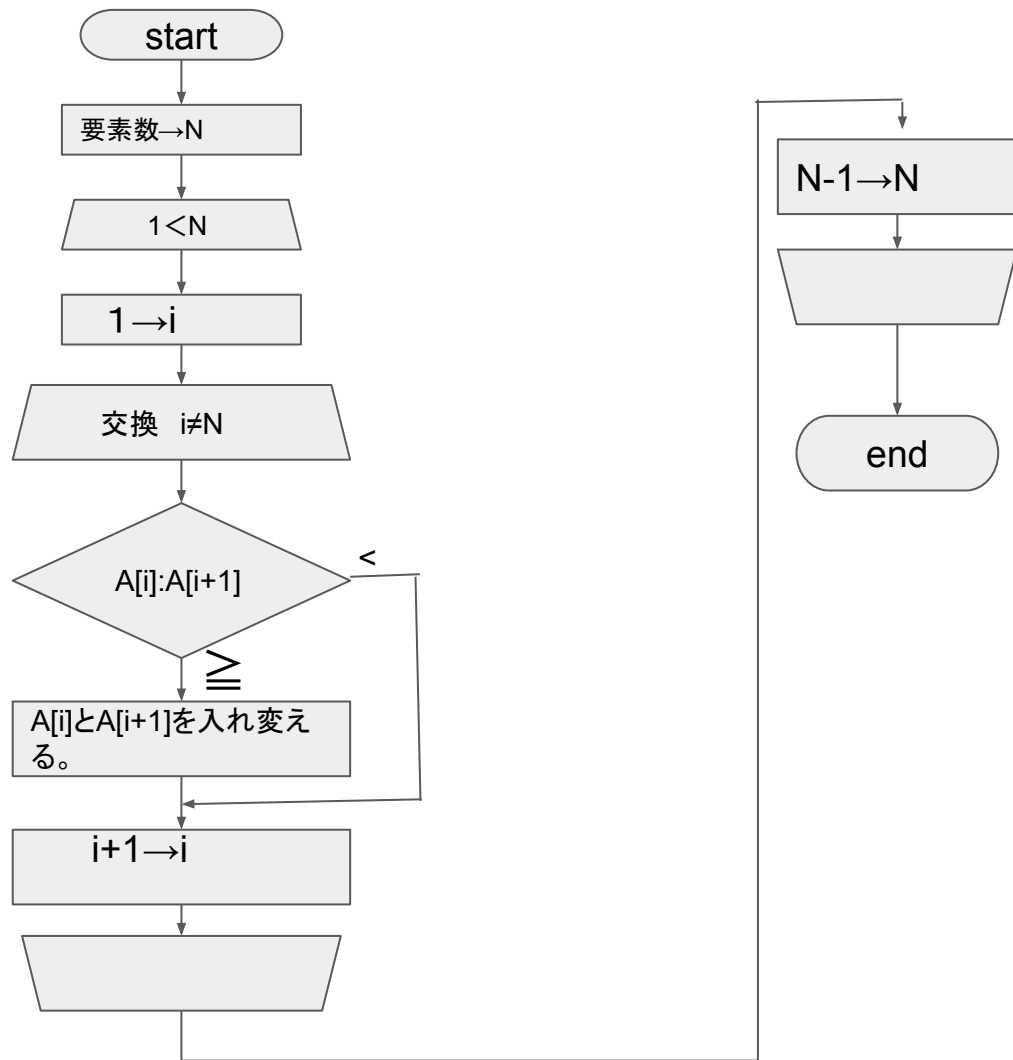 start
要素数→N
1＜N
１→i
交換　i≠N
A[i]:A[i+1]
<
≧
A[i]とA[i+1]を入れ変え
る。
i+1→i
N-1→N
end